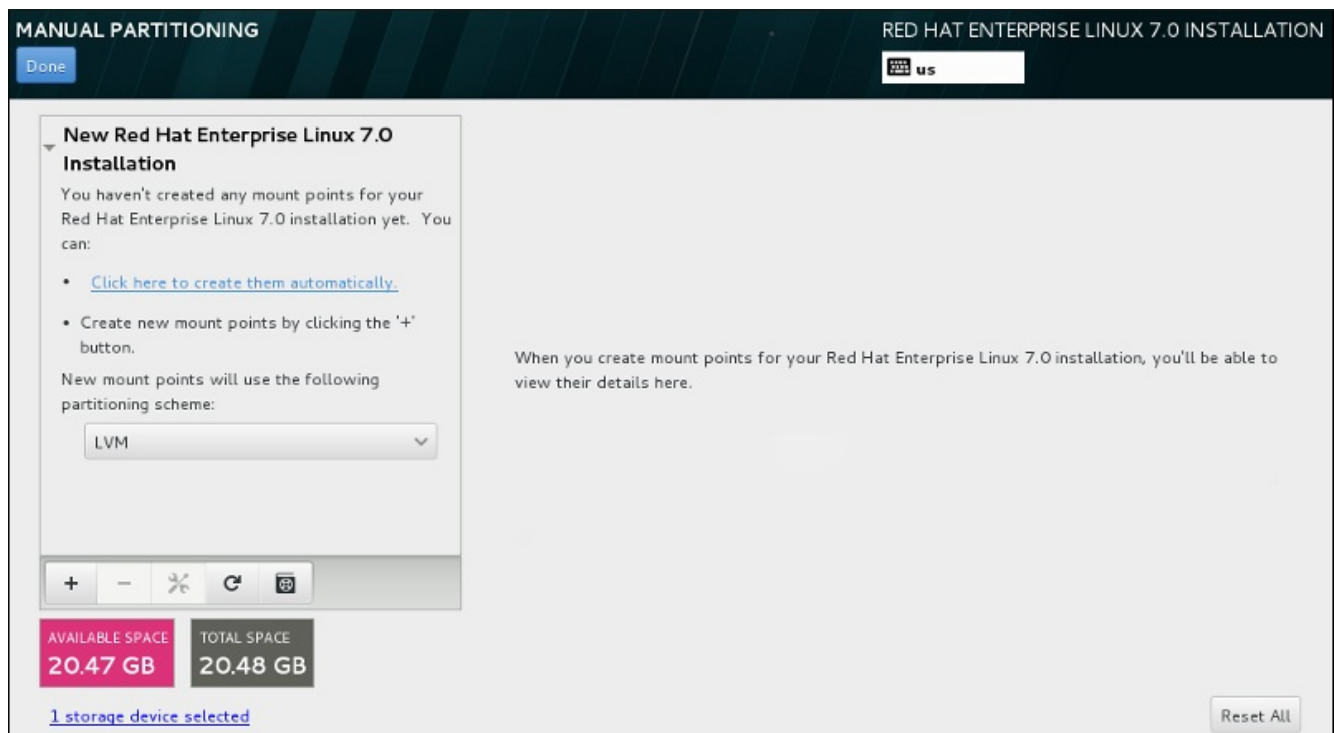 MANUAL PARTITIONING
Done
RED HAT ENTERPRISE LINUX 7.0 INSTALLATION
us
New Red Hat Enterprise Linux 7.0
Installation
You haven't created any mount points for your
Red Hat Enterprise Linux 7.0 installation yet.  You
can:
• Click here to create them automatically.
• Create new mount points by clicking the '+'
button.
New mount points will use the following
partitioning scheme:
LVM
+ −
AVAILABLE SPACE
20.47 GB
TOTAL SPACE
20.48 GB
1 storage device selected
When you create mount points for your Red Hat Enterprise Linux 7.0 installation, you'll be able to
view their details here.
Reset All